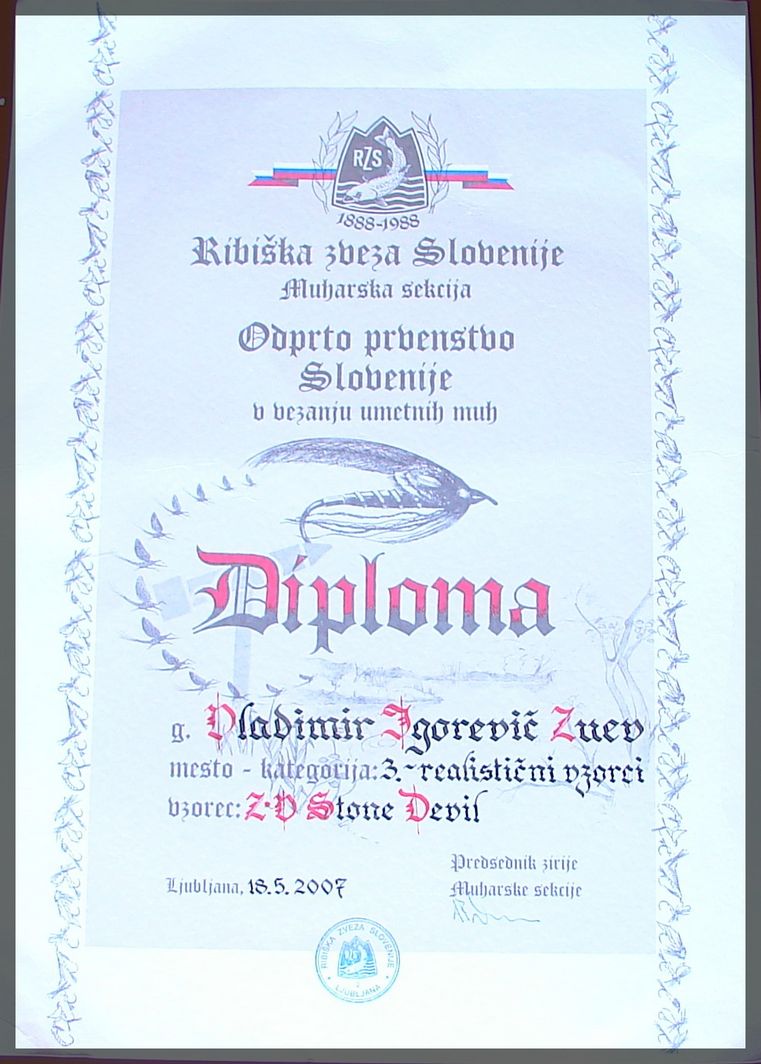 RZS
1888-1988
Ribiška zveza Slovenije
Muharska sekcija
Odprto prvenstvo
Slovenije
v vezanju umetnih muh
Diploma
g. Vladimir Igorevič Zuev
mesto - kategorija: 3.-realistični vzorci
vzorec: Z·V Stone Devil
Predsednik žirije
Ljubljana, 18.5.2007
Muharske sekcije
RIBIŠKA ZVEZA SLOVENIJE
LJUBLJANA